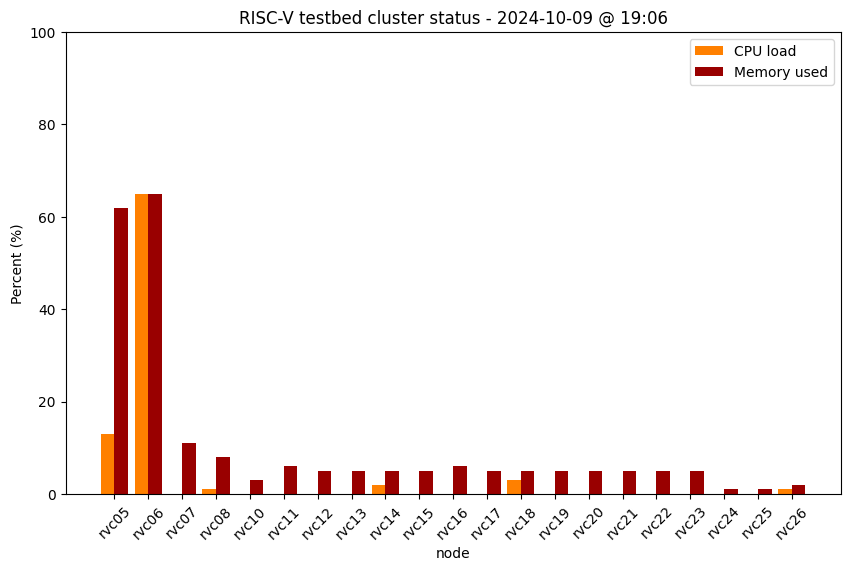 RISC-V testbed cluster status - 2024-10-09 @ 19:06
CPU load
Memory used
Percent (%)
100
80
60
40
20
0
rvc05 rvc06 rvc07 rvc08 rvc10 rvc11 rvc12 rvc13 rvc14 rvc15 rvc16 rvc17 rvc18 rvc19 rvc20 rvc21 rvc22 rvc23 rvc24 rvc25 rvc26
node